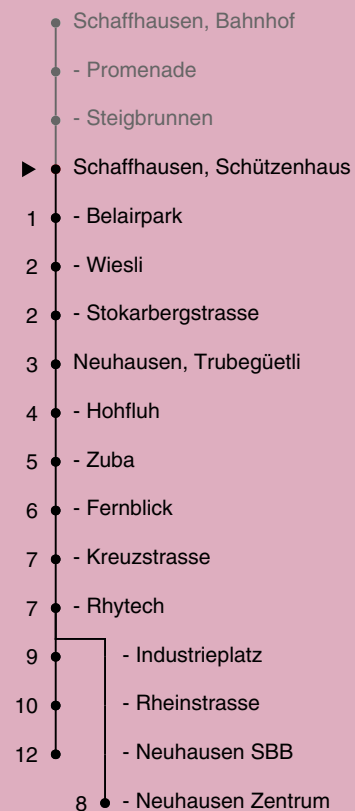 Schaffhausen, Bahnhof
- Promenade
- Steigbrunnen
Schaffhausen, Schützenhaus
1 - Belairpark
2 - Wiesli
2 - Stokarbergstrasse
3 Neuhausen, Trubegüetli
4 - Hohfluh
5 - Zuba
6 - Fernblick
7 - Kreuzstrasse
7 - Rhytech
9 - Industrieplatz
10 - Rheinstrasse
12 - Neuhausen SBB
8 - Neuhausen Zentrum